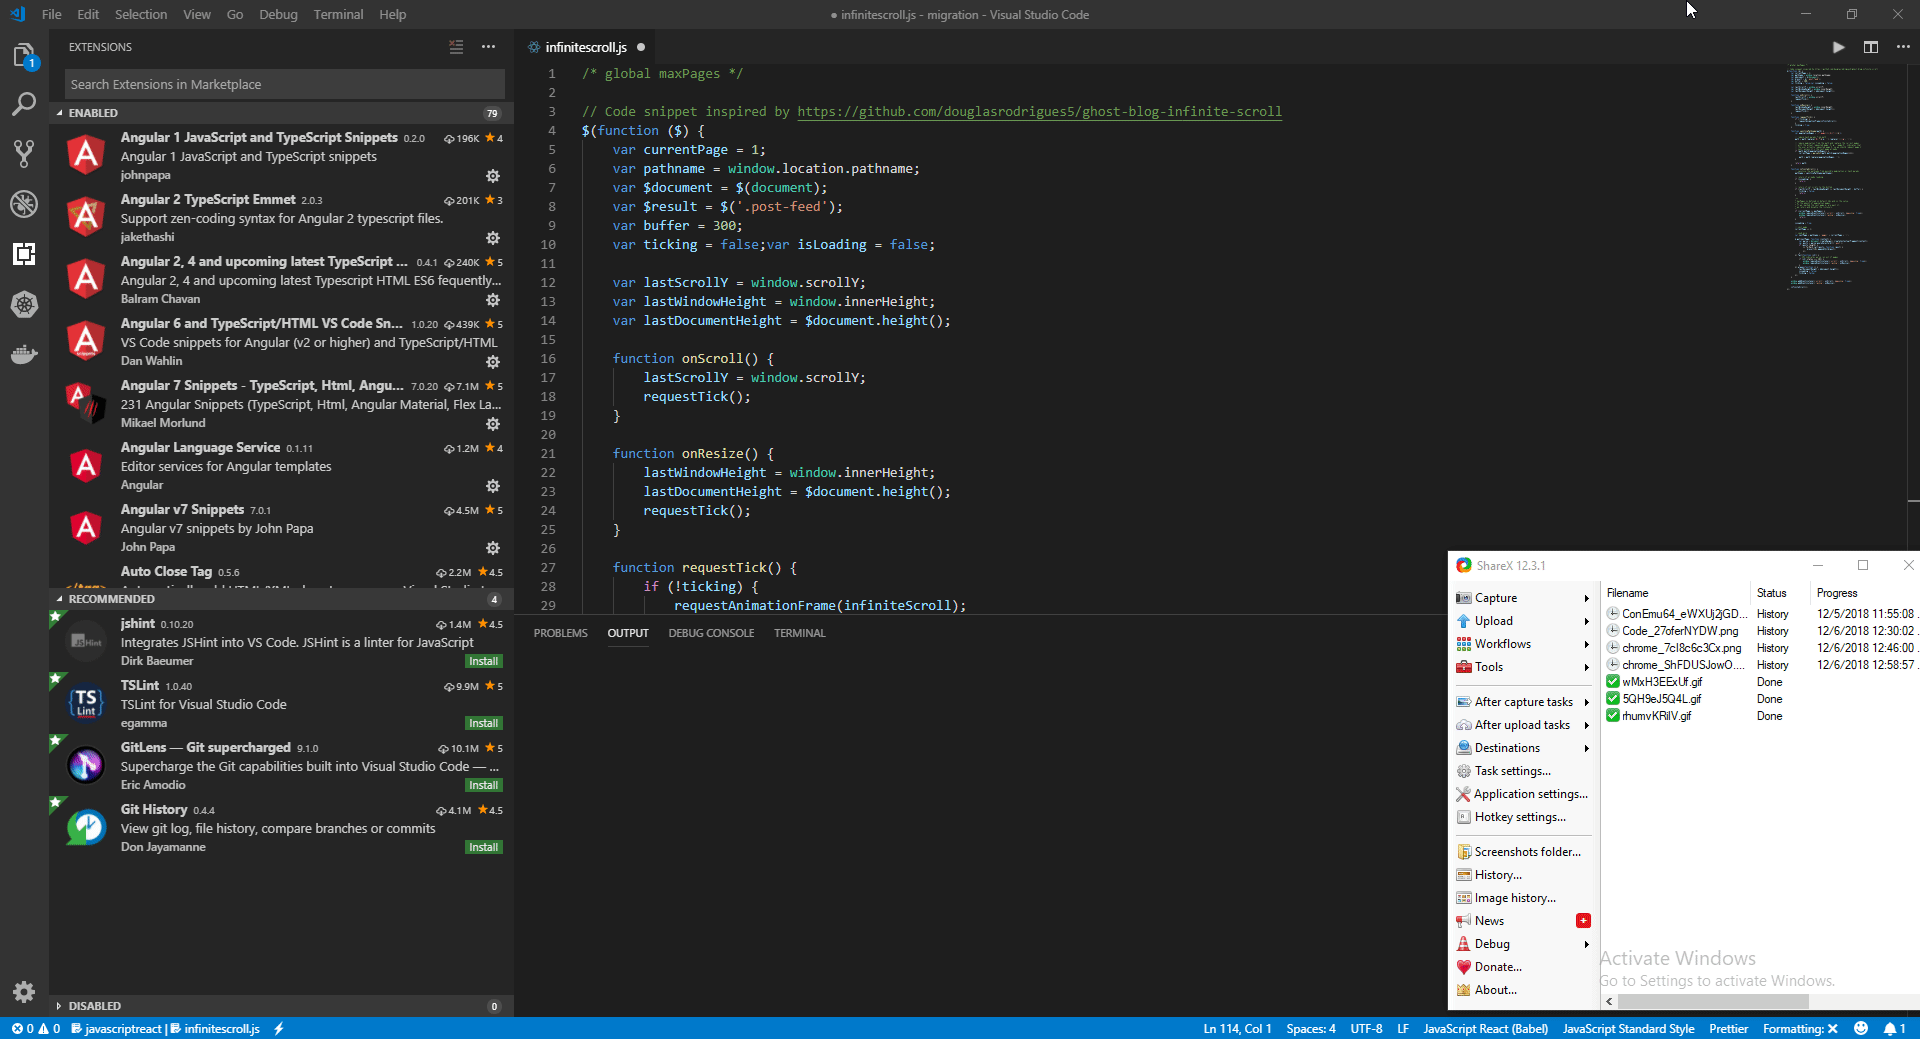 File Edit Selection View Go Debug Terminal Help
● infinitescroll.js - migration - Visual Studio Code
EXTENSIONS
1
Search Extensions in Marketplace
ENABLED 79
Angular 1 JavaScript and TypeScript Snippets 0.2.0 196K 4
Angular 1 JavaScript and TypeScript snippets
johnpapa
Angular 2 TypeScript Emmet 2.0.3 201K 3
Support zen-coding syntax for Angular 2 typescript files.
jakethashi
Angular 2, 4 and upcoming latest TypeScript ... 0.4.1 240K 5
Angular 2, 4 and upcoming latest Typescript HTML ES6 fequently...
Balram Chavan
Angular 6 and TypeScript/HTML VS Code Sn... 1.0.20 439K 5
VS Code snippets for Angular (v2 or higher) and TypeScript/HTML
Dan Wahlin
Angular 7 Snippets - TypeScript, Html, Angu... 7.0.20 7.1M 5
231 Angular Snippets (TypeScript, Html, Angular Material, Flex La...
Mikael Morlund
Angular Language Service 0.1.11 1.2M 4
Editor services for Angular templates
Angular
Angular v7 Snippets 7.0.1 4.5M 5
Angular v7 snippets by John Papa
John Papa
Auto Close Tag 0.5.6 2.2M 4.5
RECOMMENDED 4
jshint 0.10.20 1.4M 4.5
Integrates JSHint into VS Code. JSHint is a linter for JavaScript
Dirk Baeumer Install
TSLint 1.0.40 9.9M 5
TSLint for Visual Studio Code
egamma Install
GitLens — Git supercharged 9.1.0 10.1M 5
Supercharge the Git capabilities built into Visual Studio Code — ...
Eric Amodio Install
Git History 0.4.4 4.1M 4.5
View git log, file history, compare branches or commits
Don Jayamanne Install
DISABLED 0
infinitescroll.js ●
1 /* global maxPages */
2
3 // Code snippet inspired by https://github.com/douglasrodrigues5/ghost-blog-infinite-scroll
4 $(function ($) {
5 var currentPage = 1;
6 var pathname = window.location.pathname;
7 var $document = $(document);
8 var $result = $('.post-feed');
9 var buffer = 300;
10 var ticking = false;var isLoading = false;
11
12 var lastScrollY = window.scrollY;
13 var lastWindowHeight = window.innerHeight;
14 var lastDocumentHeight = $document.height();
15
16 function onScroll() {
17 lastScrollY = window.scrollY;
18 requestTick();
19 }
20
21 function onResize() {
22 lastWindowHeight = window.innerHeight;
23 lastDocumentHeight = $document.height();
24 requestTick();
25 }
26
27 function requestTick() {
28 if (!ticking) {
29 requestAnimationFrame(infiniteScroll);
PROBLEMS OUTPUT DEBUG CONSOLE TERMINAL
ShareX 12.3.1
Capture
Upload
Workflows
Tools
After capture tasks
After upload tasks
Destinations
Task settings...
Application settings...
Hotkey settings...
Screenshots folder...
History...
Image history...
News +
Debug
Donate...
About...
Filename Status Progress
ConEmu64_eWXUj2jGD... History 12/5/2018 11:55:08
Code_27oferNYDW.png History 12/6/2018 12:30:02
chrome_7cI8c6c3Cx.png History 12/6/2018 12:46:00
chrome_ShFDUSJowO... History 12/6/2018 12:58:57
wMxH3EExUf.gif Done
5QH9eJ5Q4L.gif Done
rhumvKRilV.gif Done
Activate Windows
Go to Settings to activate Windows.
0 0 javascriptreact | infinitescroll.js
Ln 114, Col 1 Spaces: 4 UTF-8 LF JavaScript React (Babel) JavaScript Standard Style Prettier Formatting: ✕ 1